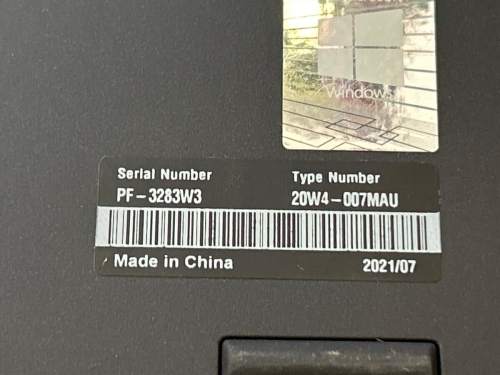 Windows
Serial Number Type Number
PF-3283W3 20W4-007MAU
Made in China 2021/07